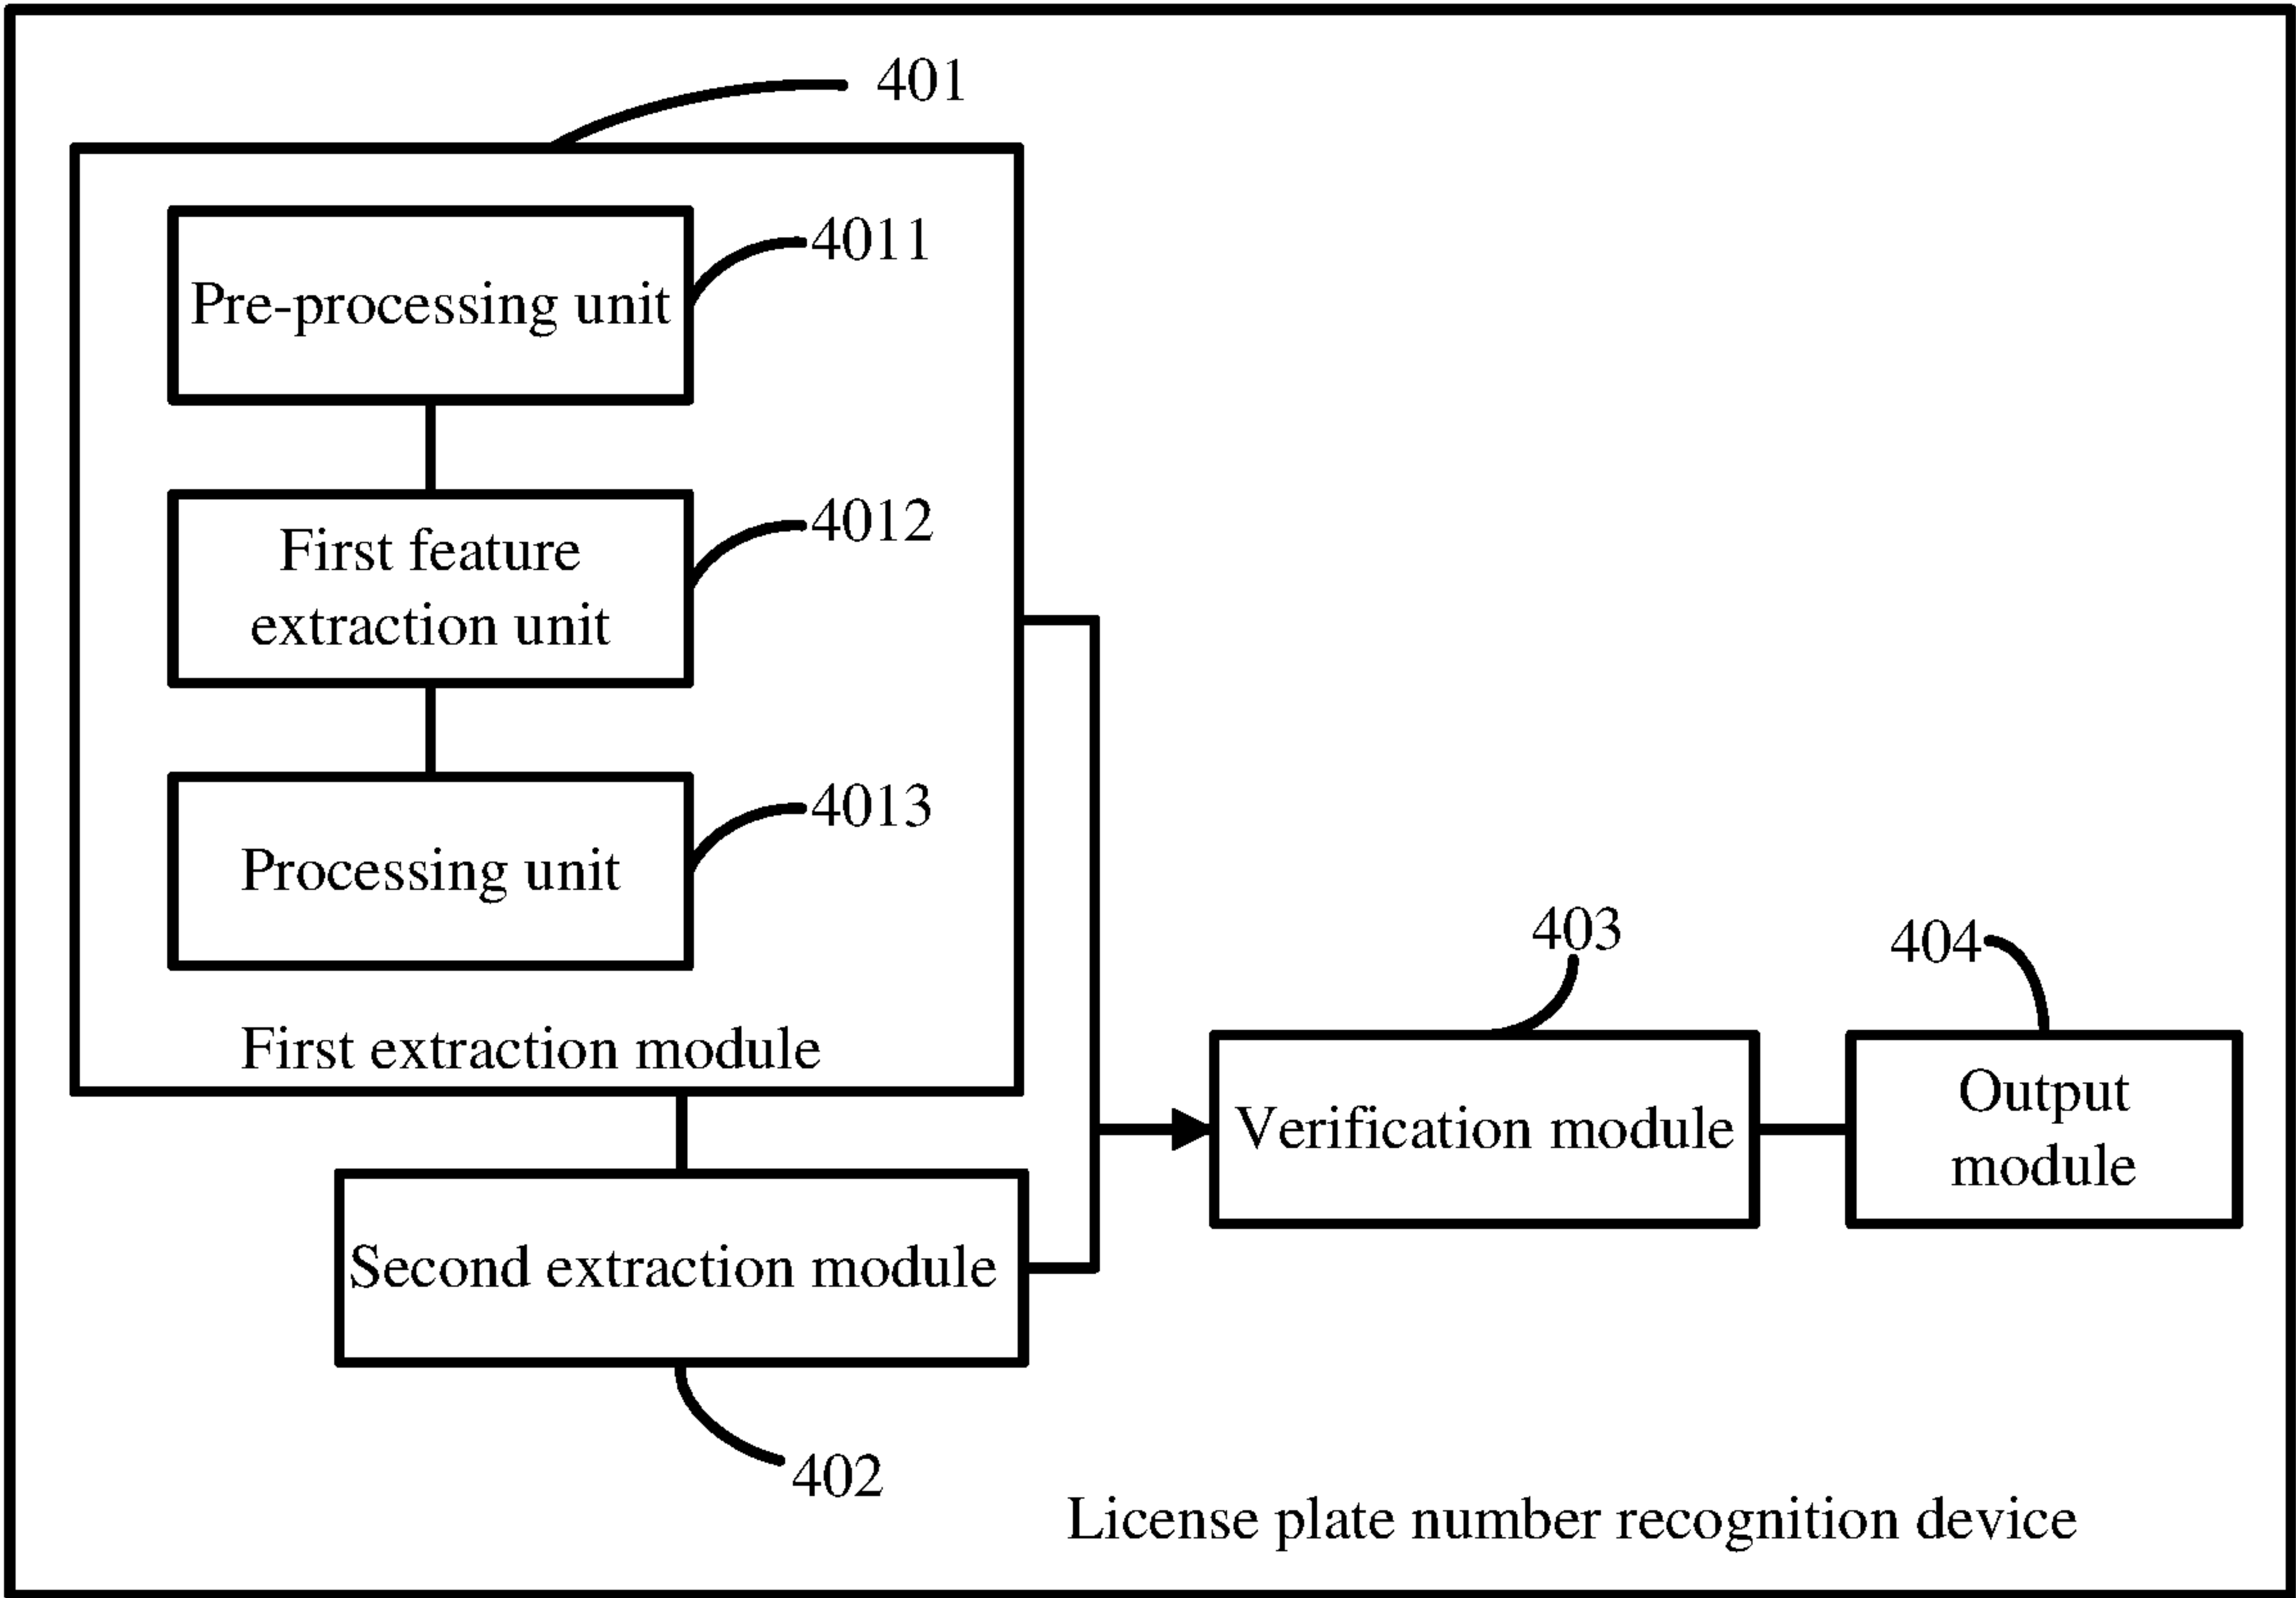 401
Pre-processing unit
4011
First feature
extraction unit
4012
Processing unit
4013
First extraction module
Second extraction module
402
403
Verification module
404
Output
module
License plate number recognition device